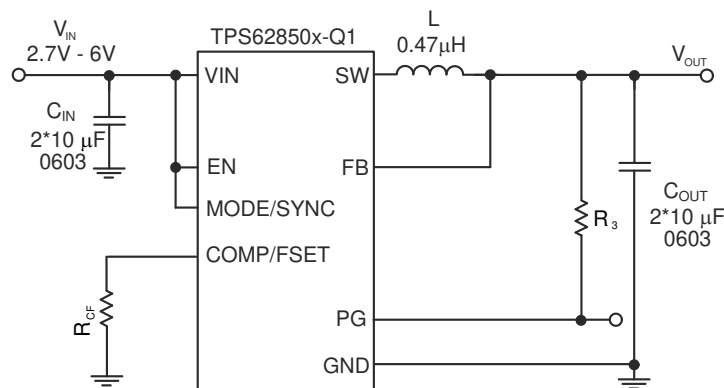 TPS62850x-Q1
V_IN
2.7V - 6V
L
0.47μH
V_OUT
VIN
SW
C_IN
2*10 μF
0603
EN
FB
MODE/SYNC
COMP/FSET
R_3
C_OUT
2*10 μF
0603
R_CF
PG
GND